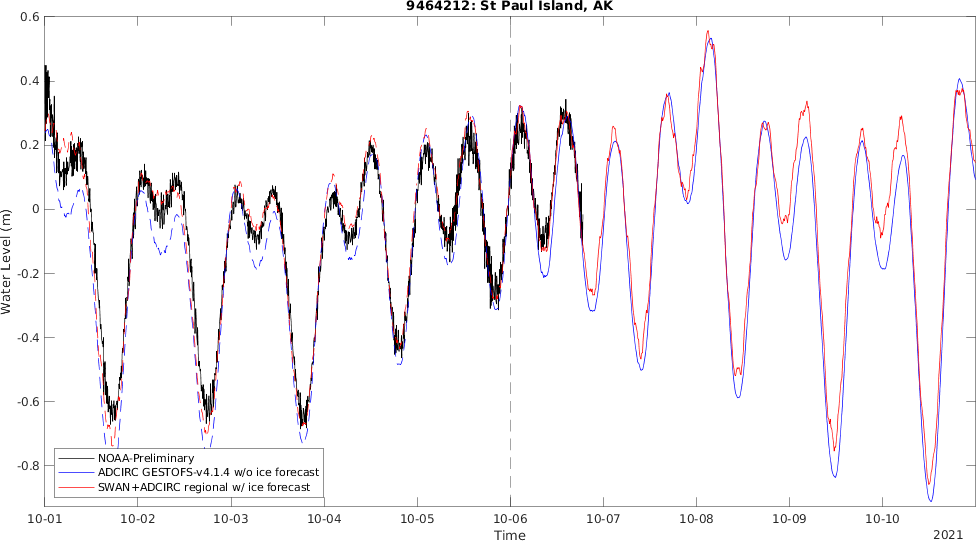 9464212: St Paul Island, AK
0.6
0.4
0.2
0
-0.2
-0.4
-0.6
-0.8
Water Level (m)
NOAA-Preliminary
ADCIRC GESTOFS-v4.1.4 w/o ice forecast
SWAN+ADCIRC regional w/ ice forecast
10-01 10-02 10-03 10-04 10-05 10-06 10-07 10-08 10-09 10-10
Time
2021